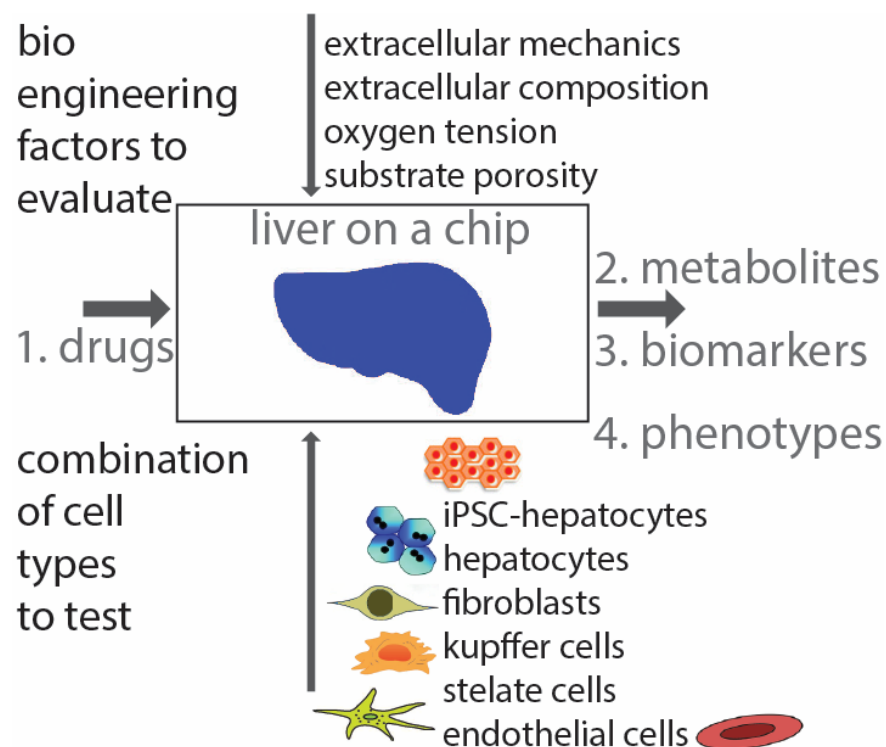 bio
engineering
factors to
evaluate
extracellular mechanics
extracellular composition
oxygen tension
substrate porosity
liver on a chip
1. drugs
2. metabolites
3. biomarkers
4. phenotypes
combination
of cell
types
to test
iPSC-hepatocytes
hepatocytes
fibroblasts
kupffer cells
stelate cells
endothelial cells